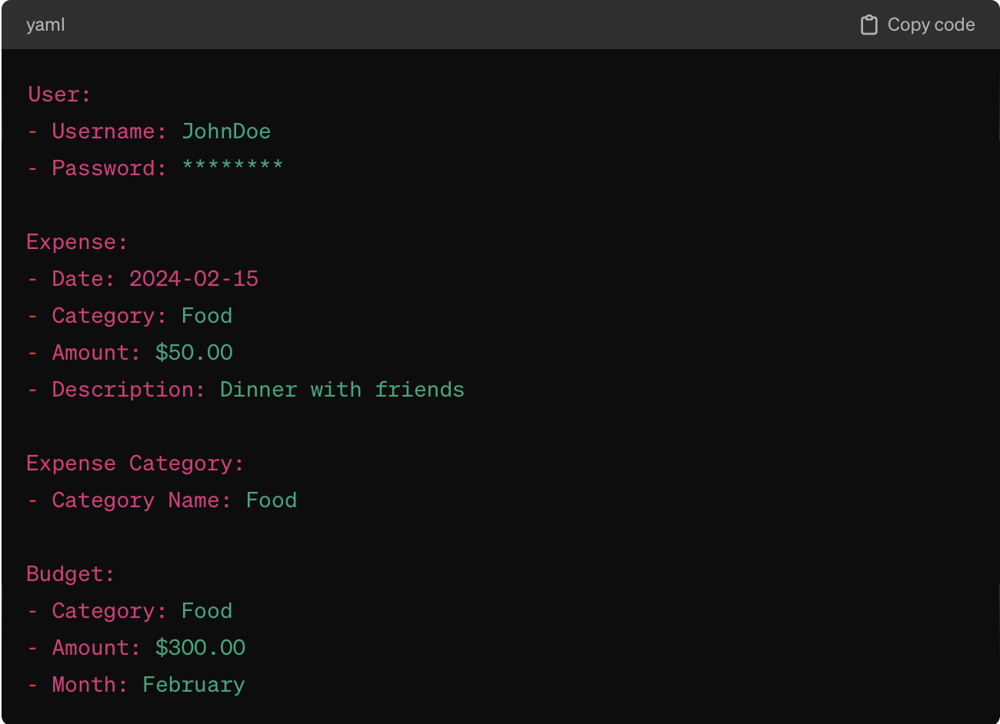 yaml
Copy code
User:
- Username: JohnDoe
- Password: ********
Expense:
- Date: 2024-02-15
- Category: Food
- Amount: $50.00
- Description: Dinner with friends
Expense Category:
- Category Name: Food
Budget:
- Category: Food
- Amount: $300.00
- Month: February